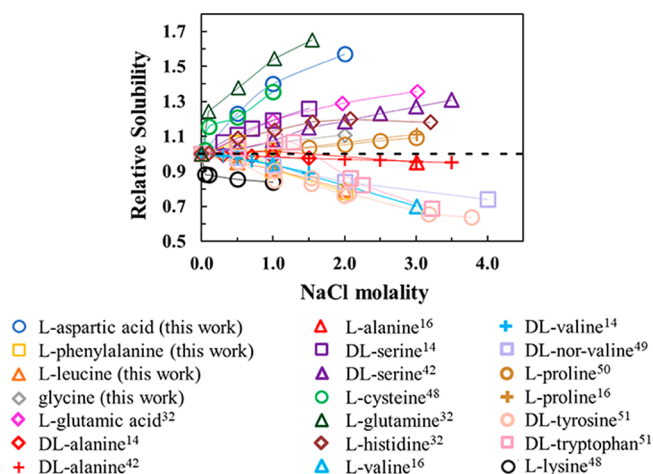 1.7
1.5
1.3
1.1
0.9
0.7
0.5
Relative Solubility
0.0 1.0 2.0 3.0 4.0
NaCl molality
L-aspartic acid (this work)
L-phenylalanine (this work)
L-leucine (this work)
glycine (this work)
L-glutamic acid³²
DL-alanine¹⁴
DL-alanine⁴²
L-alanine¹⁶
DL-serine¹⁴
DL-serine⁴²
L-cysteine⁴⁸
L-glutamine³²
L-histidine³²
L-valine¹⁶
DL-valine¹⁴
DL-nor-valine⁴⁹
L-proline⁵⁰
L-proline¹⁶
DL-tyrosine⁵¹
DL-tryptophan⁵¹
L-lysine⁴⁸